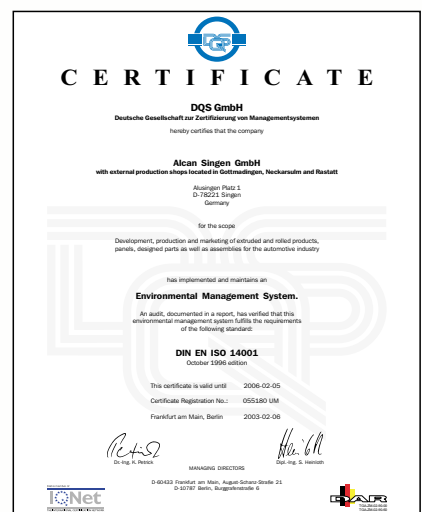 DQS
C E R T I F I C A T E
DQS GmbH
Deutsche Gesellschaft zur Zertifizierung von Managementsystemen
hereby certifies that the company
Alcan Singen GmbH
with external production shops located in Gottmadingen, Neckarsulm and Rastatt
Alusingen Platz 1
D-78221 Singen
Germany
for the scope
Development, production and marketing of extruded and rolled products,
panels, designed parts as well as assemblies for the automotive industry
has implemented and maintains an
Environmental Management System.
An audit, documented in a report, has verified that this
environmental management system fulfills the requirements
of the following standard:
DIN EN ISO 14001
October 1996 edition
This certificate is valid until 2006-02-05
Certificate Registration No.: 055180 UM
Frankfurt am Main, Berlin 2003-02-06
Dr.-Ing. K. Petrick Dipl.-Ing. S. Heinloth
MANAGING DIRECTORS
D-60433 Frankfurt am Main, August-Schanz-Straße 21
D-10787 Berlin, Burggrafenstraße 6
IQNet
DAR